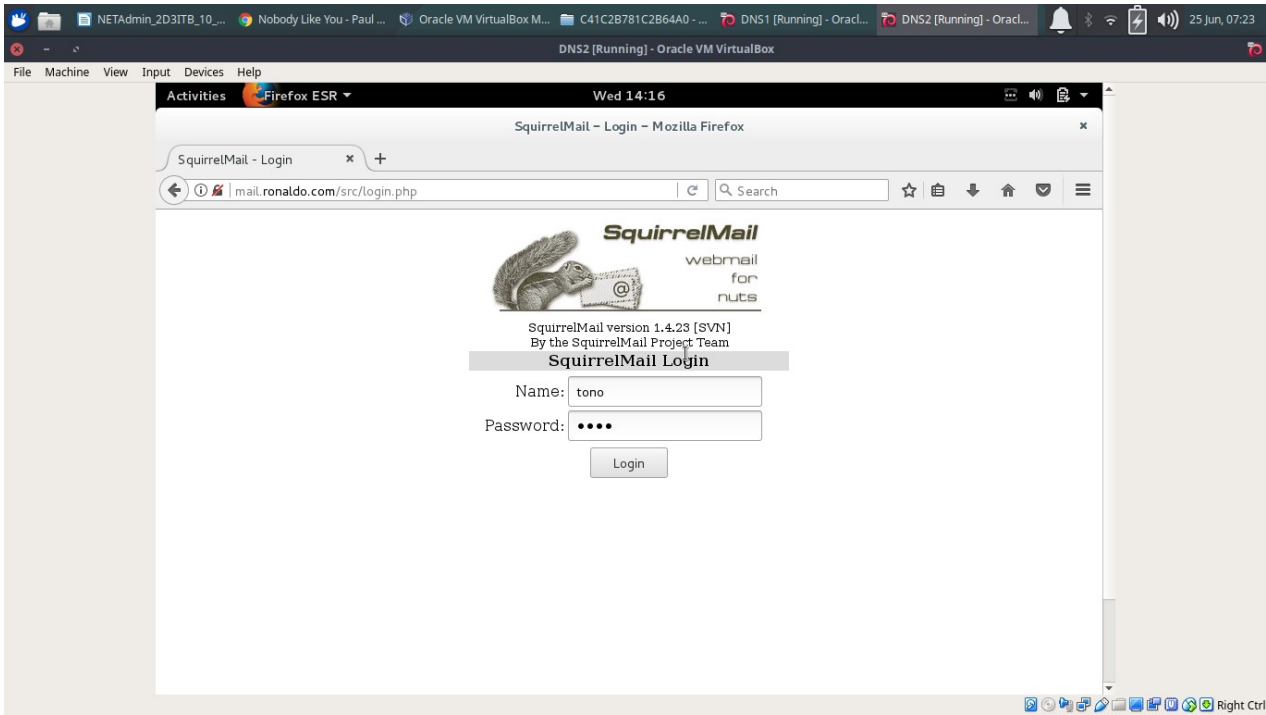 NETAdmin_2D3ITB_10_... Nobody Like You - Paul ... Oracle VM VirtualBox M... C41C2B781C2B64A0 - ... DNS1 [Running] - Oracl... DNS2 [Running] - Oracl... 25 Jun, 07:23
DNS2 [Running] - Oracle VM VirtualBox
File Machine View Input Devices Help
Activities Firefox ESR Wed 14:16
SquirrelMail - Login - Mozilla Firefox
SquirrelMail - Login
mail.ronaldo.com/src/login.php Search
SquirrelMail
webmail
for
nuts
@
SquirrelMail version 1.4.23 [SVN]
By the SquirrelMail Project Team
SquirrelMail Login
Name: tono
Password: ••••
Login
Right Ctrl